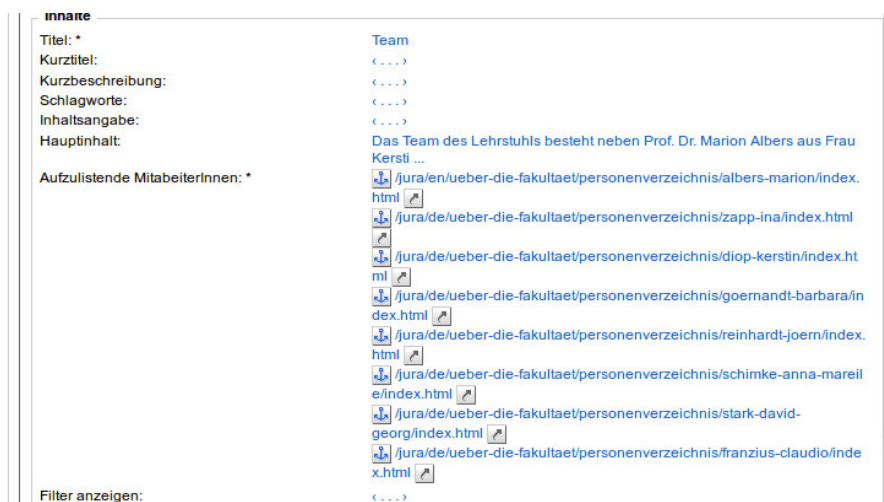 Inhalte
Titel: * Team
Kurztitel: ‹ . . . ›
Kurzbeschreibung: ‹ . . . ›
Schlagworte: ‹ . . . ›
Inhaltsangabe: ‹ . . . ›
Hauptinhalt: Das Team des Lehrstuhls besteht neben Prof. Dr. Marion Albers aus Frau
Kersti ...
Aufzulistende MitabeiterInnen: * /jura/en/ueber-die-fakultaet/personenverzeichnis/albers-marion/index.
html
/jura/de/ueber-die-fakultaet/personenverzeichnis/zapp-ina/index.html
/jura/de/ueber-die-fakultaet/personenverzeichnis/diop-kerstin/index.ht
ml
/jura/de/ueber-die-fakultaet/personenverzeichnis/goernandt-barbara/in
dex.html
/jura/de/ueber-die-fakultaet/personenverzeichnis/reinhardt-joern/index.
html
/jura/de/ueber-die-fakultaet/personenverzeichnis/schimke-anna-mareil
e/index.html
/jura/de/ueber-die-fakultaet/personenverzeichnis/stark-david-
georg/index.html
/jura/de/ueber-die-fakultaet/personenverzeichnis/franzius-claudio/inde
x.html
Filter anzeigen: ‹ . . . ›